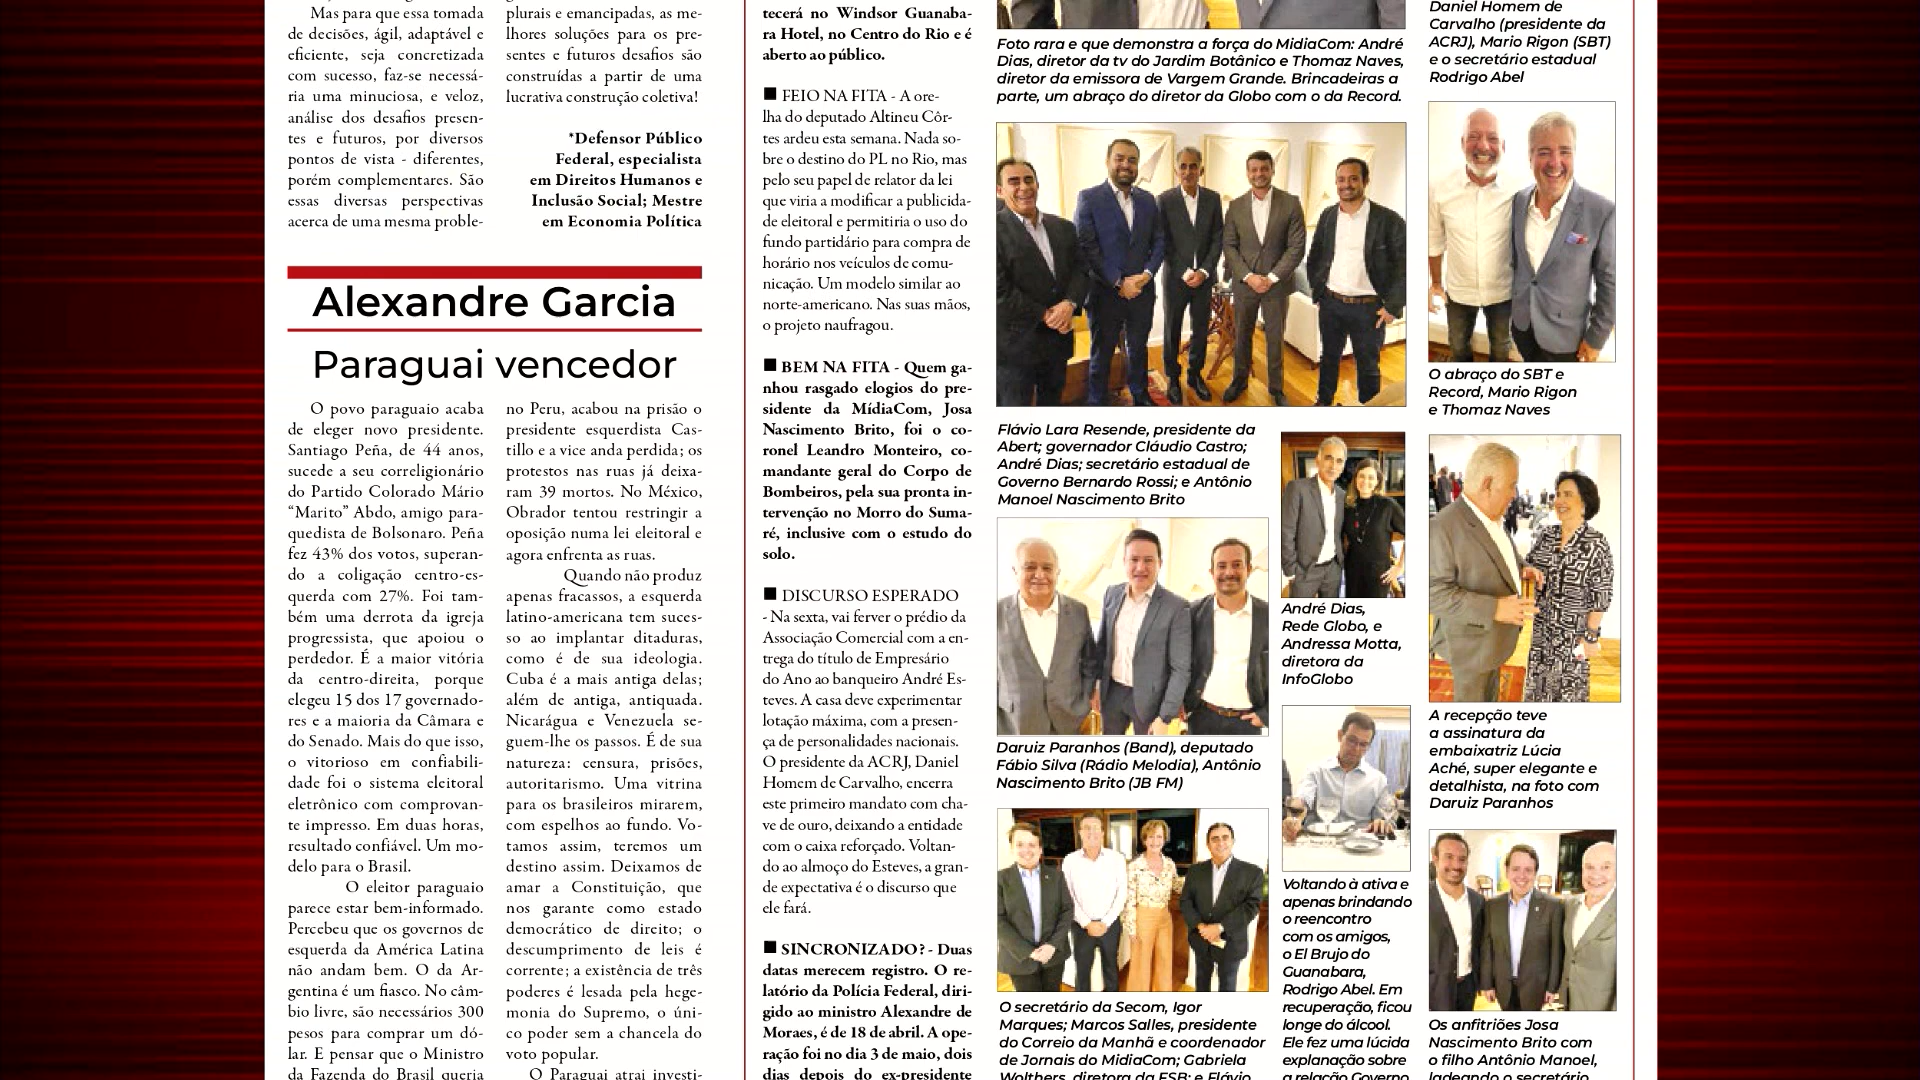 Mas para que essa tomada
de decisões, ágil, adaptável e
eficiente, seja concretizada
com sucesso, faz-se necessá-
ria uma minuciosa, e veloz,
análise dos desafios presen-
tes e futuros, por diversos
pontos de vista - diferentes,
porém complementares. São
essas diversas perspectivas
acerca de uma mesma proble-
plurais e emancipadas, as me-
lhores soluções para os pre-
sentes e futuros desafios são
construídas a partir de uma
lucrativa construção coletiva!
*Defensor Público
Federal, especialista
em Direitos Humanos e
Inclusão Social; Mestre
em Economia Política
Alexandre Garcia
Paraguai vencedor
O povo paraguaio acaba
de eleger novo presidente.
Santiago Peña, de 44 anos,
sucede a seu correligionário
do Partido Colorado Mário
“Marito” Abdo, amigo para-
quedista de Bolsonaro. Peña
fez 43% dos votos, superan-
do a coligação centro-es-
querda com 27%. Foi tam-
bém uma derrota da igreja
progressista, que apoiou o
perdedor. É a maior vitória
da centro-direita, porque
elegeu 15 dos 17 governado-
res e a maioria da Câmara e
do Senado. Mais do que isso,
o vitorioso em confiabili-
dade foi o sistema eleitoral
eletrônico com comprovan-
te impresso. Em duas horas,
resultado confiável. Um mo-
delo para o Brasil.
O eleitor paraguaio
parece estar bem-informado.
Percebeu que os governos de
esquerda da América Latina
não andam bem. O da Ar-
gentina é um fiasco. No câm-
bio livre, são necessários 300
pesos para comprar um dó-
lar. E pensar que o Ministro
da Fazenda do Brasil queria
no Peru, acabou na prisão o
presidente esquerdista Cas-
tillo e a vice anda perdida; os
protestos nas ruas já deixa-
ram 39 mortos. No México,
Obrador tentou restringir a
oposição numa lei eleitoral e
agora enfrenta as ruas.
Quando não produz
apenas fracassos, a esquerda
latino-americana tem suces-
so ao implantar ditaduras,
como é de sua ideologia.
Cuba é a mais antiga delas;
além de antiga, antiquada.
Nicarágua e Venezuela se-
guem-lhe os passos. É de sua
natureza: censura, prisões,
autoritarismo. Uma vitrina
para os brasileiros mirarem,
com espelhos ao fundo. Vo-
tamos assim, teremos um
destino assim. Deixamos de
amar a Constituição, que
nos garante como estado
democrático de direito; o
descumprimento de leis é
corrente; a existência de três
poderes é lesada pela hege-
monia do Supremo, o úni-
co poder sem a chancela do
voto popular.
O Paraguai atrai investi-
tecerá no Windsor Guanaba-
ra Hotel, no Centro do Rio e é
aberto ao público.
■ FEIO NA FITA - A ore-
lha do deputado Altineu Côr-
tes ardeu esta semana. Nada so-
bre o destino do PL no Rio, mas
pelo seu papel de relator da lei
que viria a modificar a publicida-
de eleitoral e permitiria o uso do
fundo partidário para compra de
horário nos veículos de comu-
nicação. Um modelo similar ao
norte-americano. Nas suas mãos,
o projeto naufragou.
■ BEM NA FITA - Quem ga-
nhou rasgado elogios do pre-
sidente da MídiaCom, Josa
Nascimento Brito, foi o co-
ronel Leandro Monteiro, co-
mandante geral do Corpo de
Bombeiros, pela sua pronta in-
tervenção no Morro do Suma-
ré, inclusive com o estudo do
solo.
■ DISCURSO ESPERADO
- Na sexta, vai ferver o prédio da
Associação Comercial com a en-
trega do título de Empresário
do Ano ao banqueiro André Es-
teves. A casa deve experimentar
lotação máxima, com a presen-
ça de personalidades nacionais.
O presidente da ACRJ, Daniel
Homem de Carvalho, encerra
este primeiro mandato com cha-
ve de ouro, deixando a entidade
com o caixa reforçado. Voltan-
do ao almoço do Esteves, a gran-
de expectativa é o discurso que
ele fará.
■ SINCRONIZADO? - Duas
datas merecem registro. O re-
latório da Polícia Federal, diri-
gido ao ministro Alexandre de
Moraes, é de 18 de abril. A ope-
ração foi no dia 3 de maio, dois
dias depois do ex-presidente
Foto rara e que demonstra a força do MidiaCom: André
Dias, diretor da tv do Jardim Botânico e Thomaz Naves,
diretor da emissora de Vargem Grande. Brincadeiras a
parte, um abraço do diretor da Globo com o da Record.
Flávio Lara Resende, presidente da
Abert; governador Cláudio Castro;
André Dias; secretário estadual de
Governo Bernardo Rossi; e Antônio
Manoel Nascimento Brito
Daruiz Paranhos (Band), deputado
Fábio Silva (Rádio Melodia), Antônio
Nascimento Brito (JB FM)
O secretário da Secom, Igor
Marques; Marcos Salles, presidente
do Correio da Manhã e coordenador
de Jornais do MidiaCom; Gabriela
Wolthers, diretora da FSB; e Flávio
André Dias,
Rede Globo, e
Andressa Motta,
diretora da
InfoGlobo
Voltando à ativa e
apenas brindando
o reencontro
com os amigos,
o El Brujo do
Guanabara,
Rodrigo Abel. Em
recuperação, ficou
longe do álcool.
Ele fez uma lúcida
explanação sobre
a relação Governo
Daniel Homem de
Carvalho (presidente da
ACRJ), Mario Rigon (SBT)
e o secretário estadual
Rodrigo Abel
O abraço do SBT e
Record, Mario Rigon
e Thomaz Naves
A recepção teve
a assinatura da
embaixatriz Lúcia
Aché, super elegante e
detalhista, na foto com
Daruiz Paranhos
Os anfitriões Josa
Nascimento Brito com
o filho Antônio Manoel,
ladeando o secretário